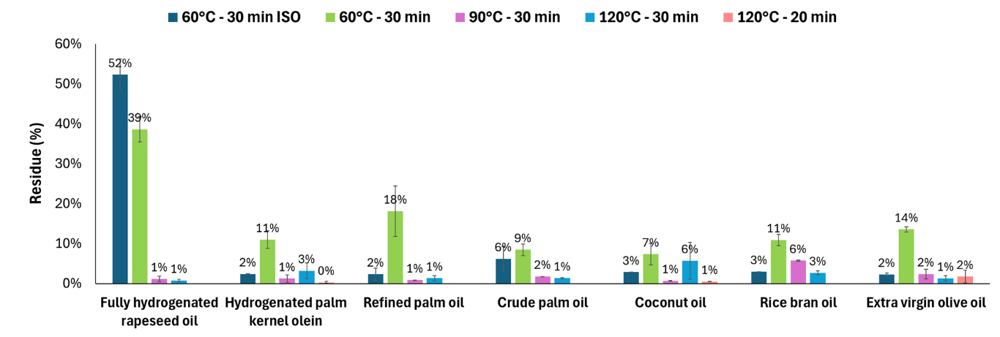 60°C - 30 min ISO 60°C - 30 min 90°C - 30 min 120°C - 30 min 120°C - 20 min
60%
50%
40%
30%
20%
10%
0%
Residue (%)
52% 39% 1% 1%
2% 11% 1% 3% 0%
2% 18% 1% 1%
6% 9% 2% 1%
3% 7% 1% 6% 1%
3% 11% 6% 3%
2% 14% 2% 1% 2%
Fully hydrogenated
rapeseed oil
Hydrogenated palm
kernel olein
Refined palm oil
Crude palm oil
Coconut oil
Rice bran oil
Extra virgin olive oil